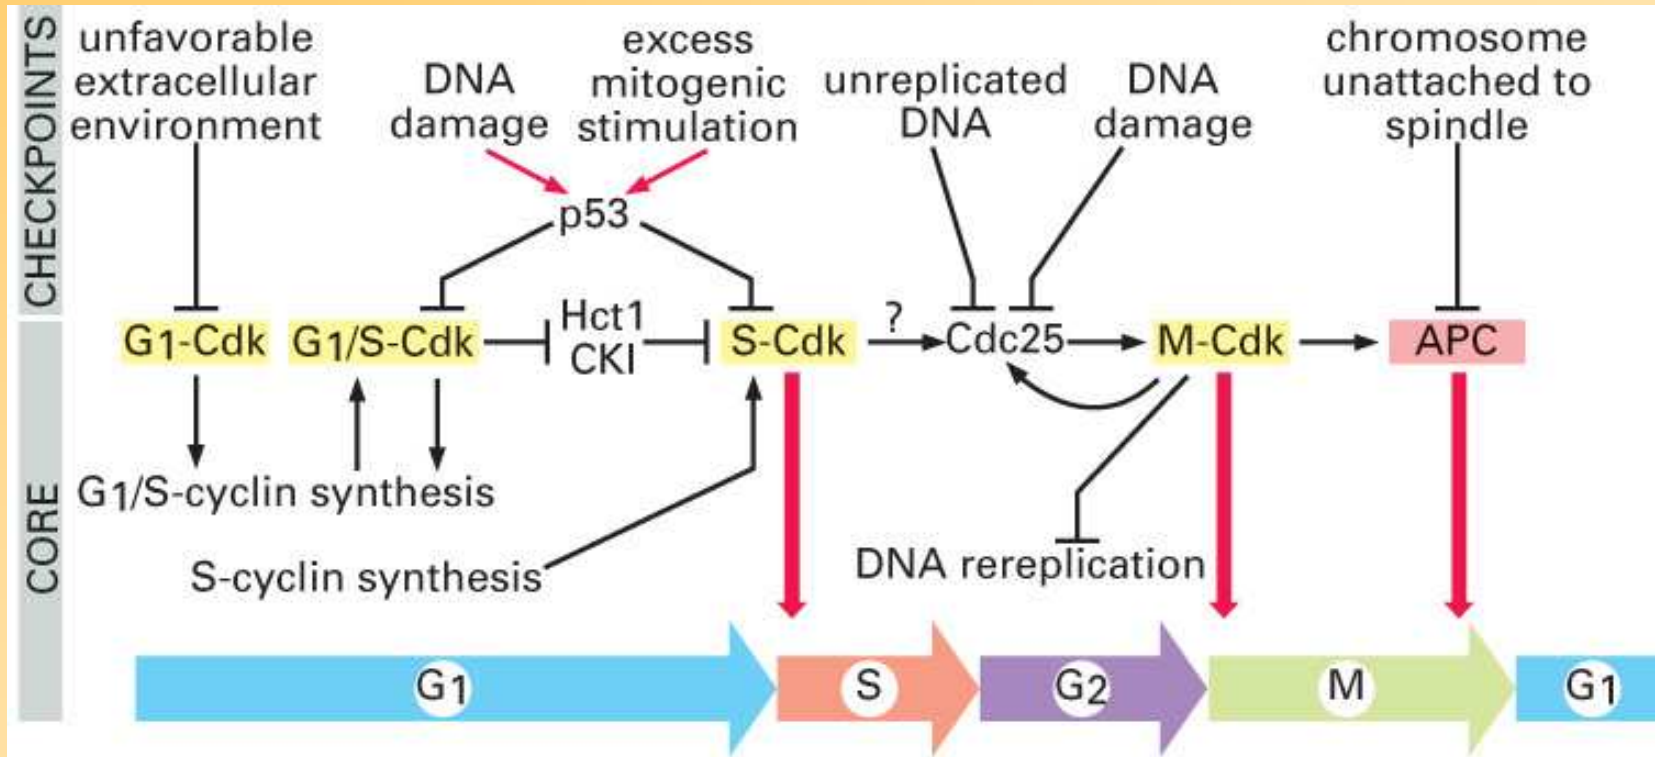 CHECKPOINTS
unfavorable
extracellular
environment
DNA
damage
excess
mitogenic
stimulation
unreplicated
DNA
DNA
damage
chromosome
unattached to
spindle
p53
CORE
G1-Cdk
G1/S-Cdk
Hct1
CKI
S-Cdk
?
Cdc25
M-Cdk
APC
G1/S-cyclin synthesis
S-cyclin synthesis
DNA rereplication
G1
S
G2
M
G1